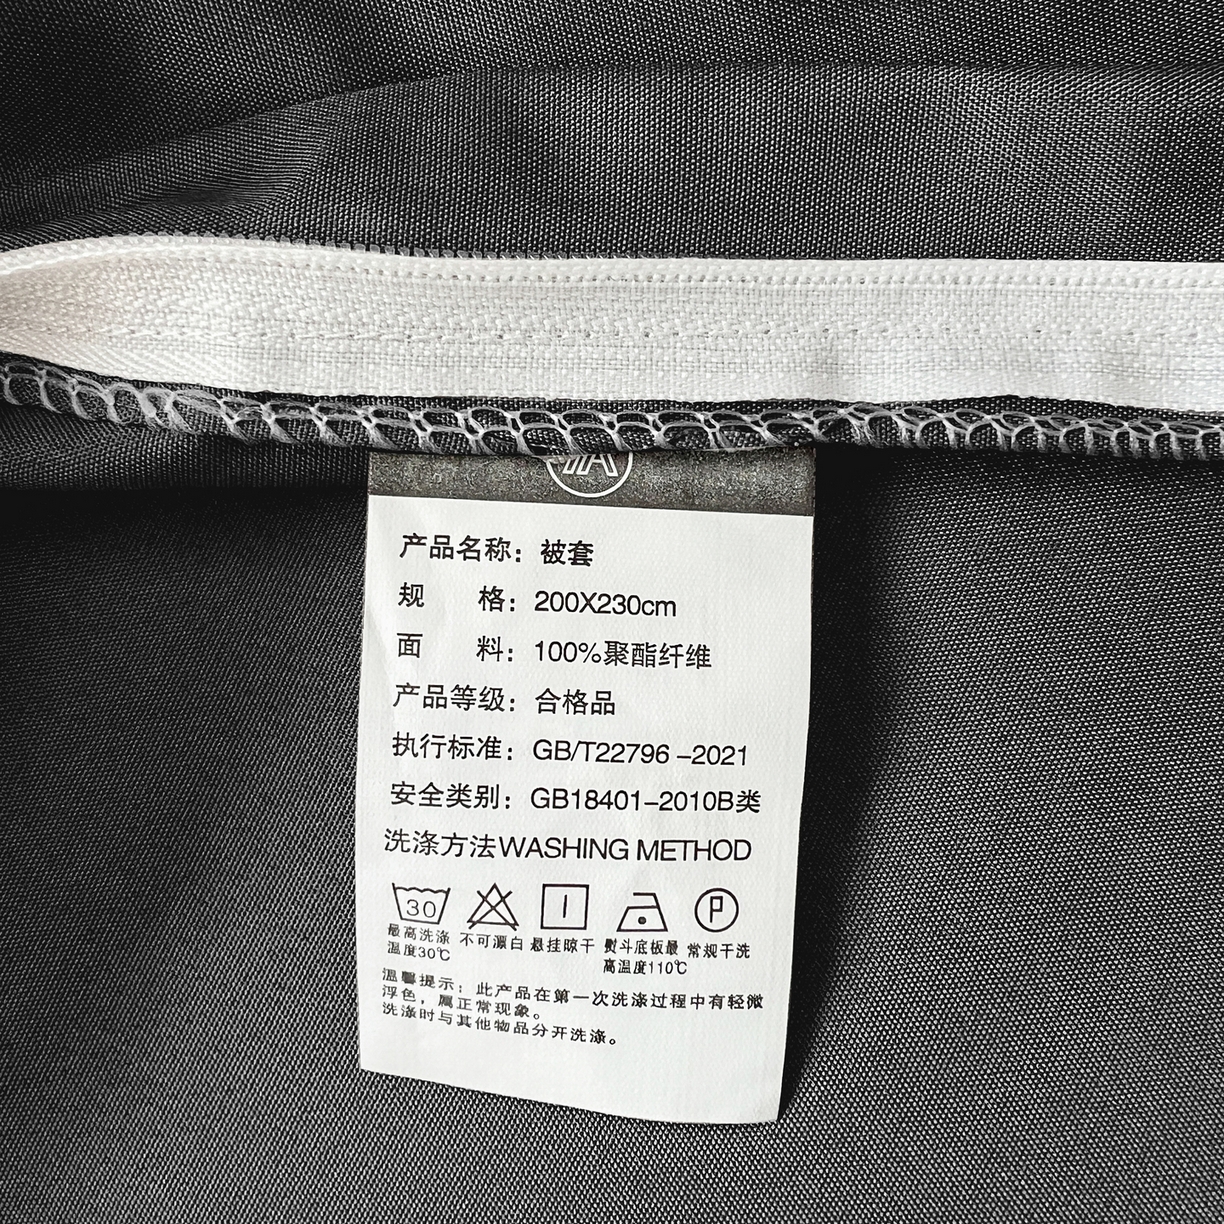 产品名称：被套
规 格：200X230cm
面 料：100%聚酯纤维
产品等级：合格品
执行标准：GB/T22796-2021
安全类别：GB18401-2010B类
洗涤方法WASHING METHOD
30 P
最高洗涤 不可漂白 悬挂晾干 熨斗底板最 常规干洗
温度30℃ 高温度110℃
温馨提示：此产品在第一次洗涤过程中有轻微
浮色，属正常现象。
洗涤时与其他物品分开洗涤。